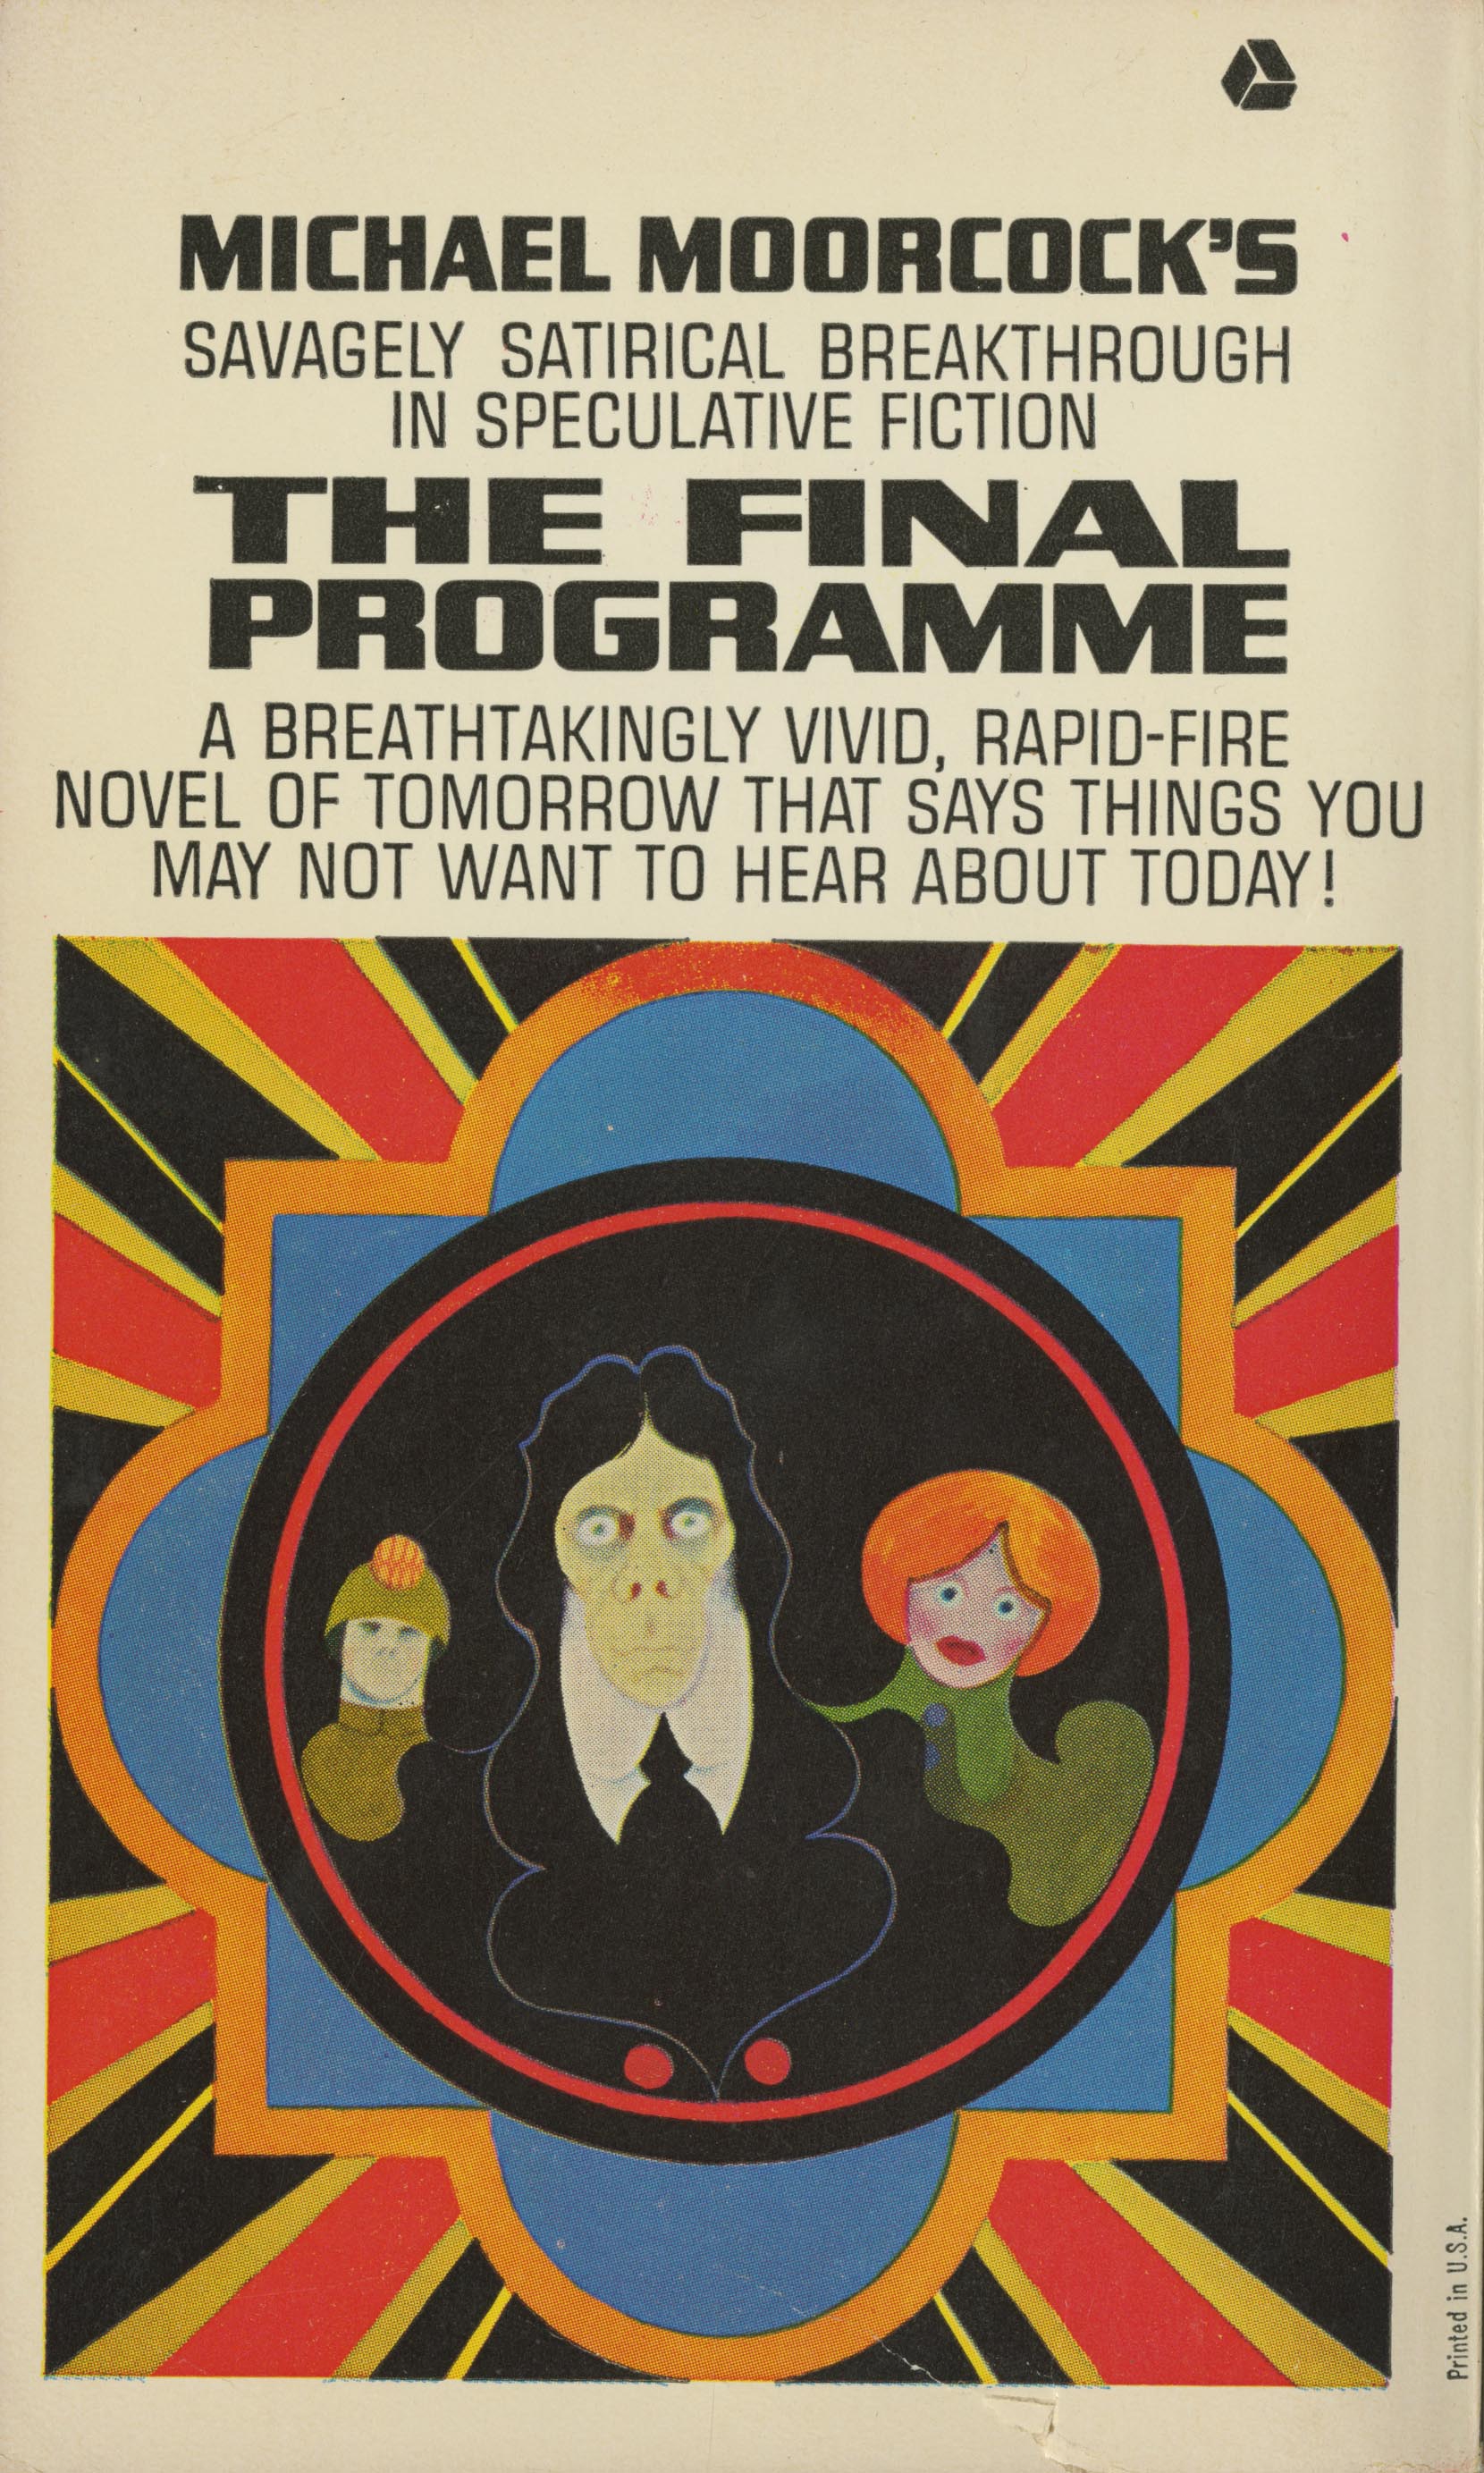 MICHAEL MOORCOCK'S
SAVAGELY SATIRICAL BREAKTHROUGH
IN SPECULATIVE FICTION
THE FINAL
PROGRAMME
A BREATHTAKINGLY VIVID, RAPID-FIRE
NOVEL OF TOMORROW THAT SAYS THINGS YOU
MAY NOT WANT TO HEAR ABOUT TODAY!
Printed in U.S.A.